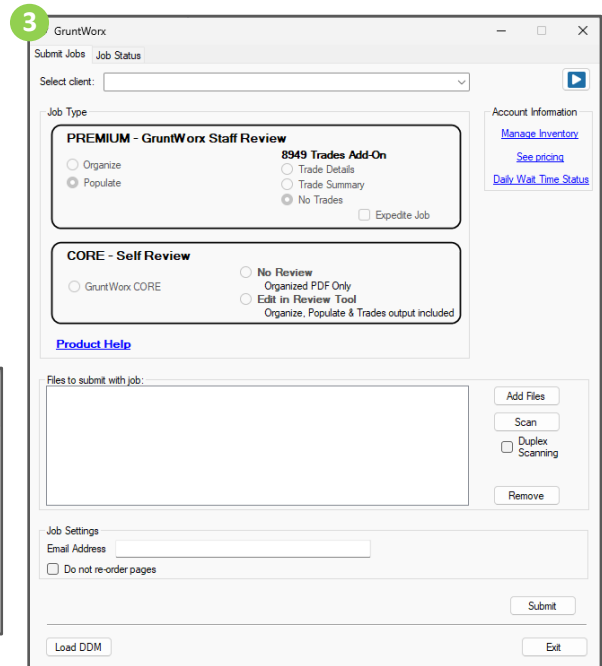 3
GruntWorx
Submit Jobs Job Status
Select client:
Job Type
PREMIUM - GruntWorx Staff Review
Organize
Populate
8949 Trades Add-On
Trade Details
Trade Summary
No Trades
Expedite Job
CORE - Self Review
GruntWorx CORE
No Review
Organized PDF Only
Edit in Review Tool
Organize, Populate & Trades output included
Product Help
Account Information
Manage Inventory
See pricing
Daily Wait Time Status
Files to submit with job:
Add Files
Scan
Duplex
Scanning
Remove
Job Settings
Email Address
Do not re-order pages
Submit
Load DDM
Exit